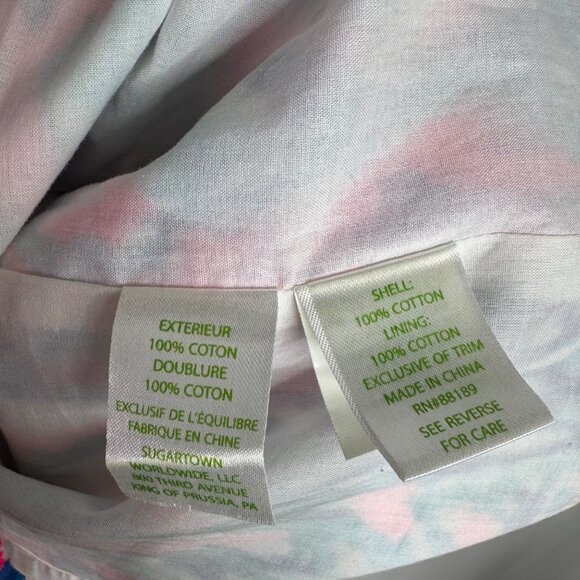 EXTERIEUR
100% COTON
DOUBLURE
100% COTON
EXCLUSIF DE L'ÉQUILIBRE
FABRIQUE EN CHINE
SUGARTOWN
WORLDWIDE, LLC
800 THIRD AVENUE
KING OF PRUSSIA, PA
SHELL:
100% COTTON
LINING:
100% COTTON
EXCLUSIVE OF TRIM
MADE IN CHINA
RN#88189
SEE REVERSE
FOR CARE